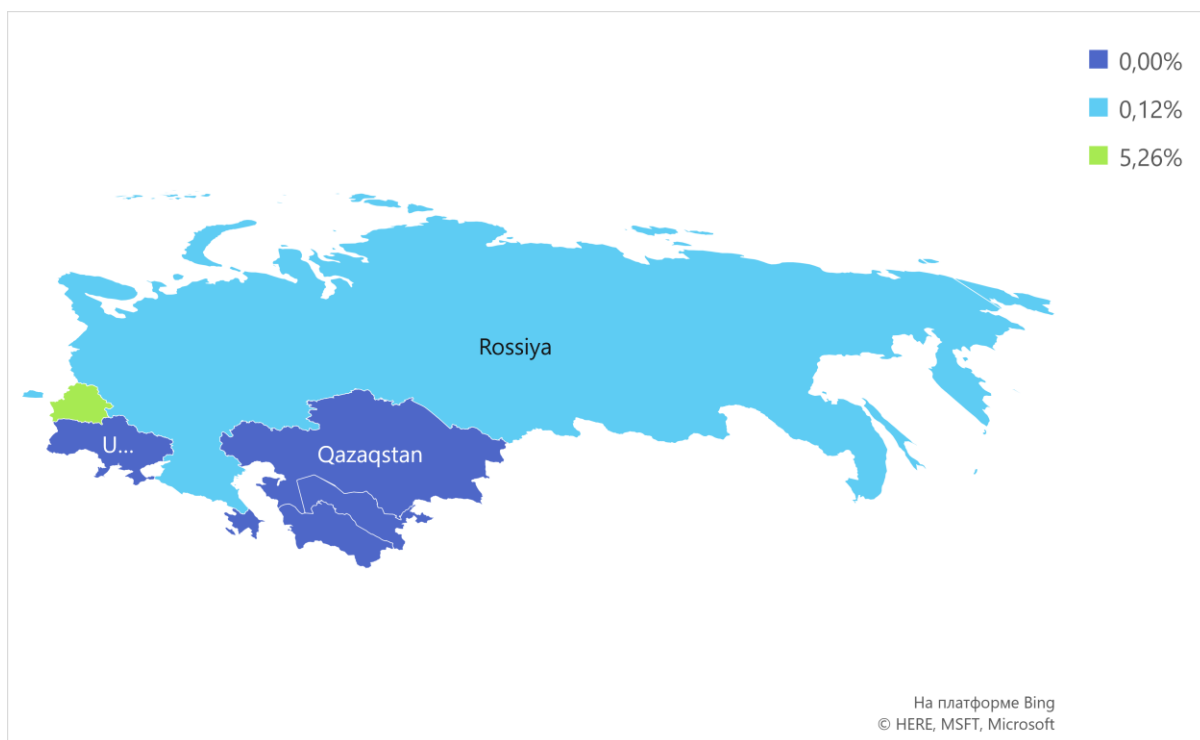 0,00%
0,12%
5,26%
Rossiya
U...
Qazaqstan
На платформе Bing
© HERE, MSFT, Microsoft